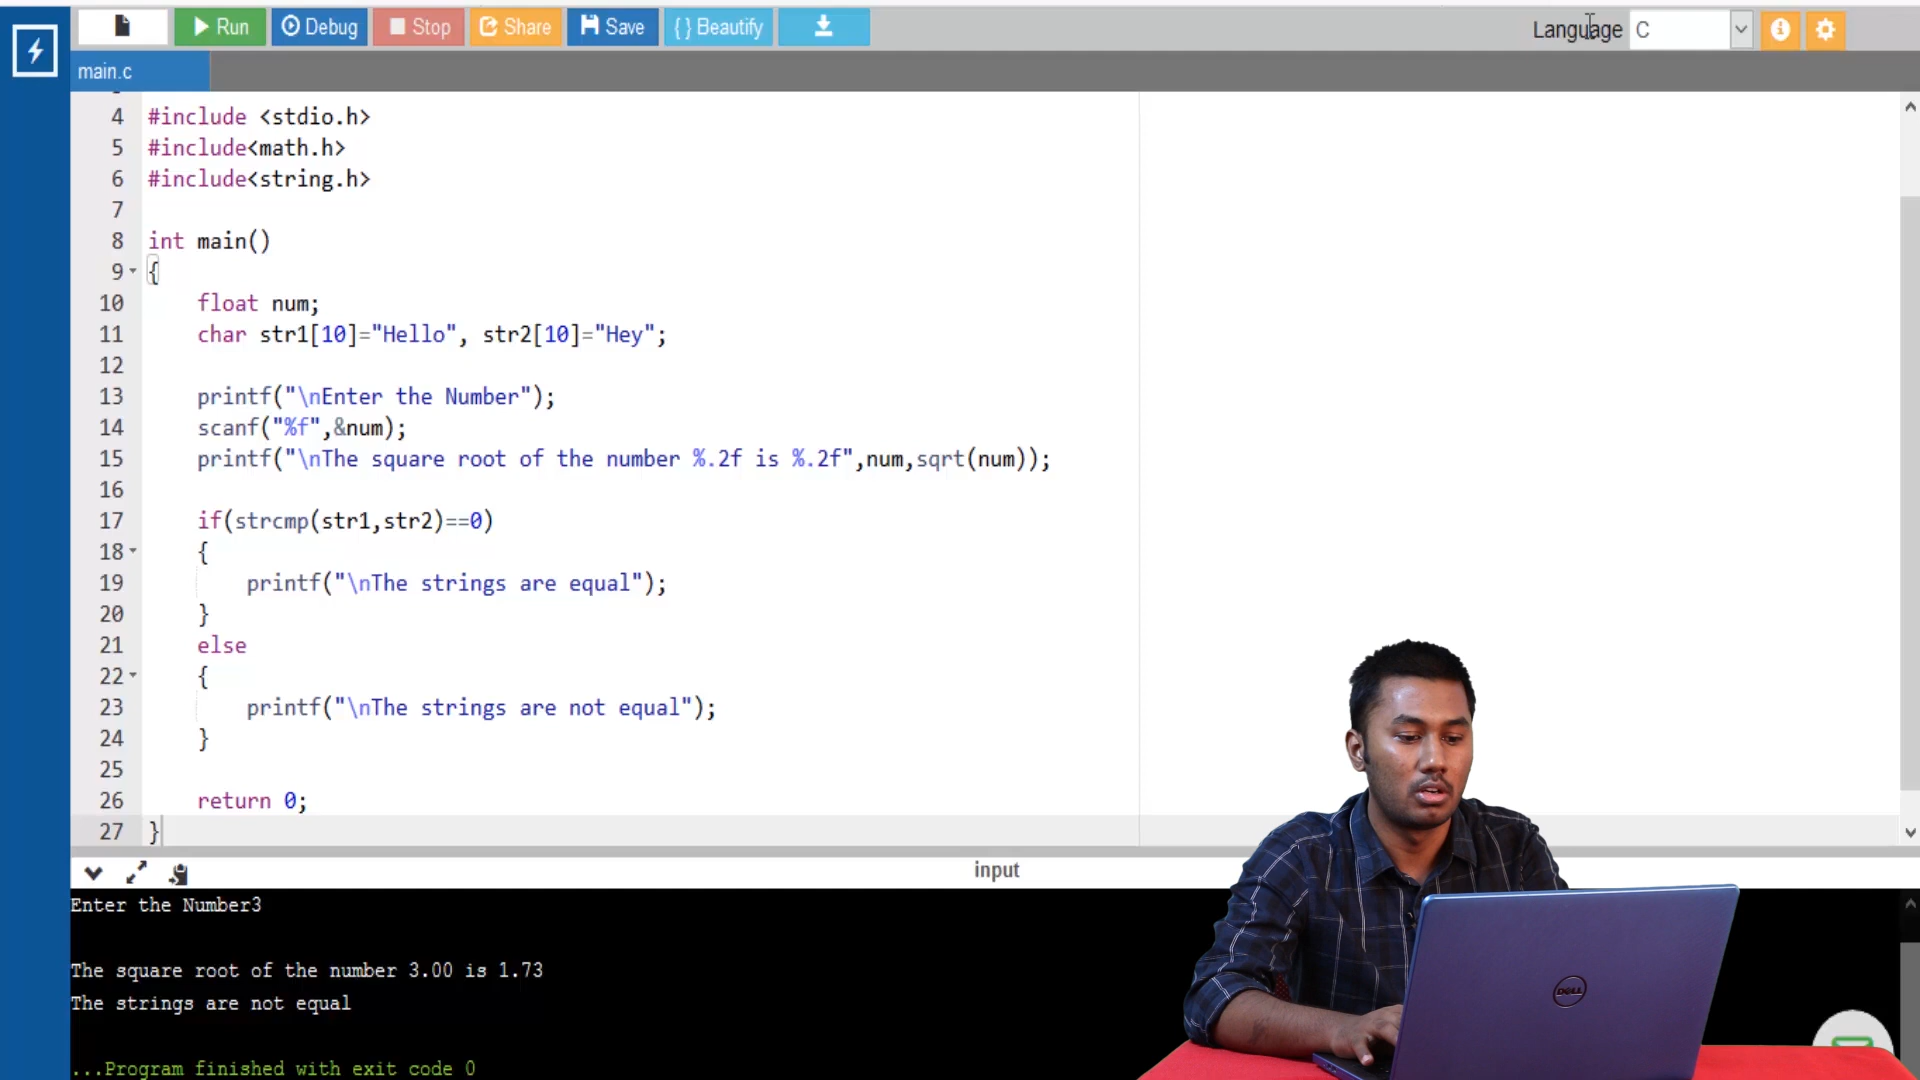 Run Debug Stop Share Save { } Beautify Language C
main.c
4 #include <stdio.h>
5 #include<math.h>
6 #include<string.h>
7
8 int main()
9 {
10 float num;
11 char str1[10]="Hello", str2[10]="Hey";
12
13 printf("\nEnter the Number");
14 scanf("%f",&num);
15 printf("\nThe square root of the number %.2f is %.2f",num,sqrt(num));
16
17 if(strcmp(str1,str2)==0)
18 {
19 printf("\nThe strings are equal");
20 }
21 else
22 {
23 printf("\nThe strings are not equal");
24 }
25
26 return 0;
27 }
input
Enter the Number3
The square root of the number 3.00 is 1.73
The strings are not equal
...Program finished with exit code 0
DELL